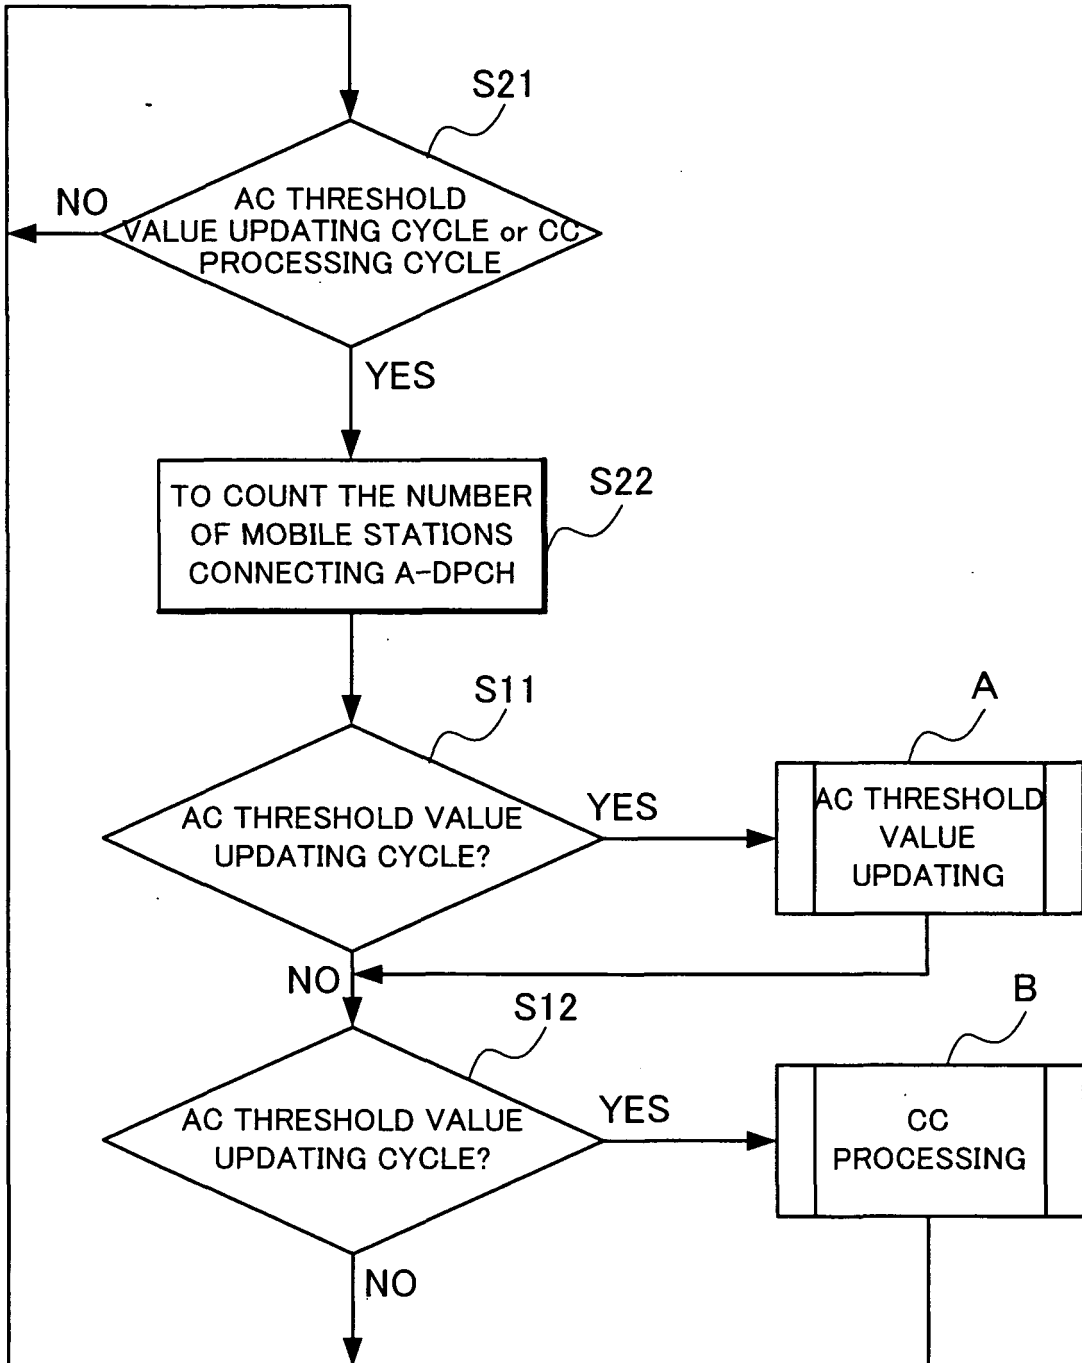 S21
AC THRESHOLD
VALUE UPDATING CYCLE or CC
PROCESSING CYCLE
NO
YES
S22
TO COUNT THE NUMBER
OF MOBILE STATIONS
CONNECTING A-DPCH
S11
AC THRESHOLD VALUE
UPDATING CYCLE?
YES
A
AC THRESHOLD
VALUE
UPDATING
NO
S12
AC THRESHOLD VALUE
UPDATING CYCLE?
YES
B
CC
PROCESSING
NO